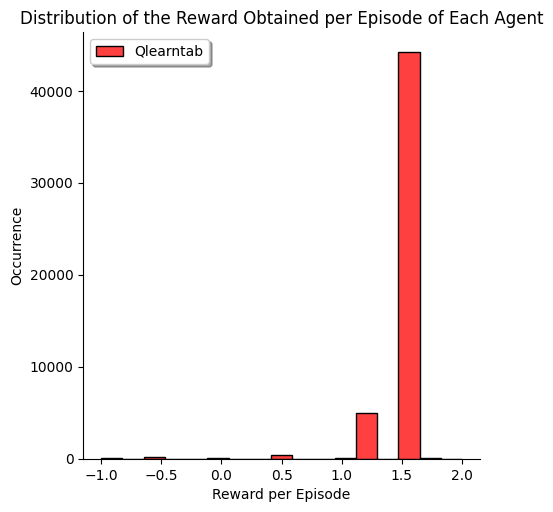 Distribution of the Reward Obtained per Episode of Each Agent
Qlearntab
40000
30000
20000
10000
0
Occurrence
−1.0 −0.5 0.0 0.5 1.0 1.5 2.0
Reward per Episode